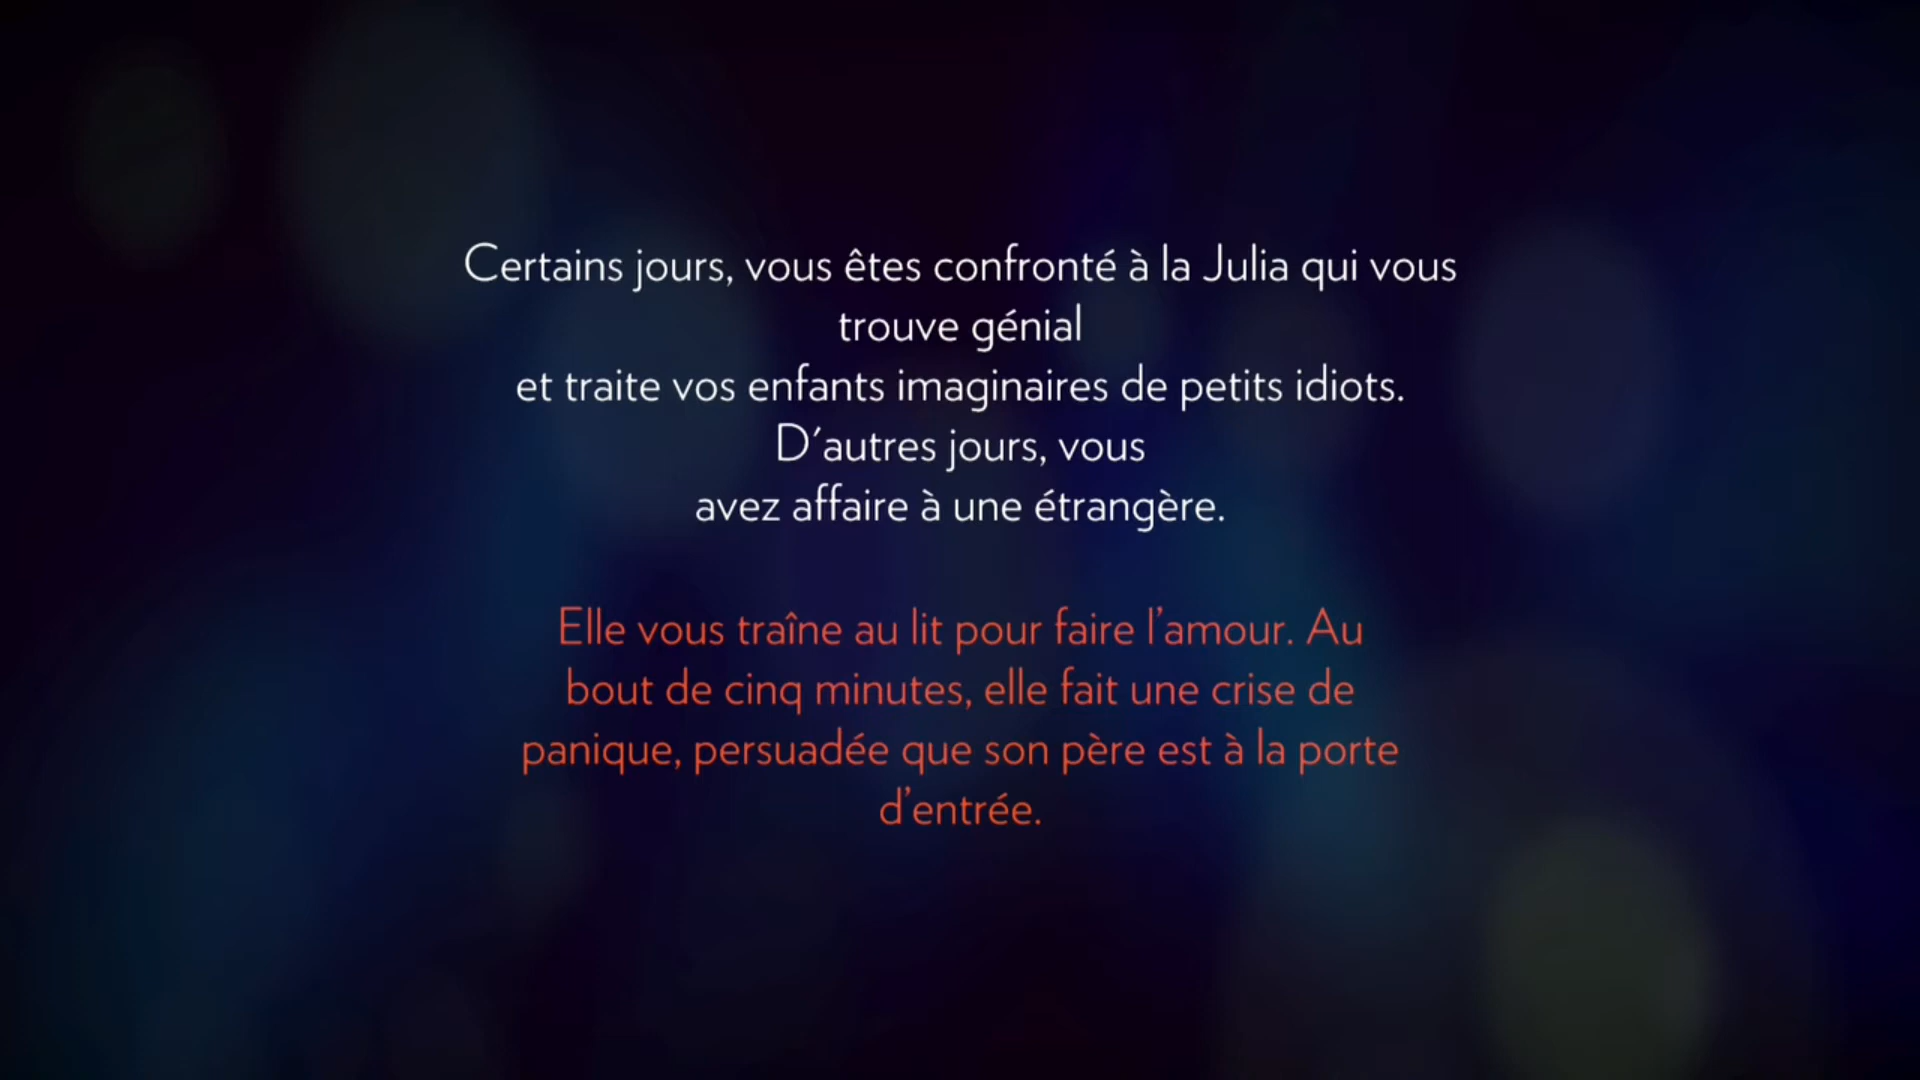 Certains jours, vous êtes confronté à la Julia qui vous
trouve génial
et traite vos enfants imaginaires de petits idiots.
D'autres jours, vous
avez affaire à une étrangère.
Elle vous traîne au lit pour faire l'amour. Au
bout de cinq minutes, elle fait une crise de
panique, persuadée que son père est à la porte
d'entrée.